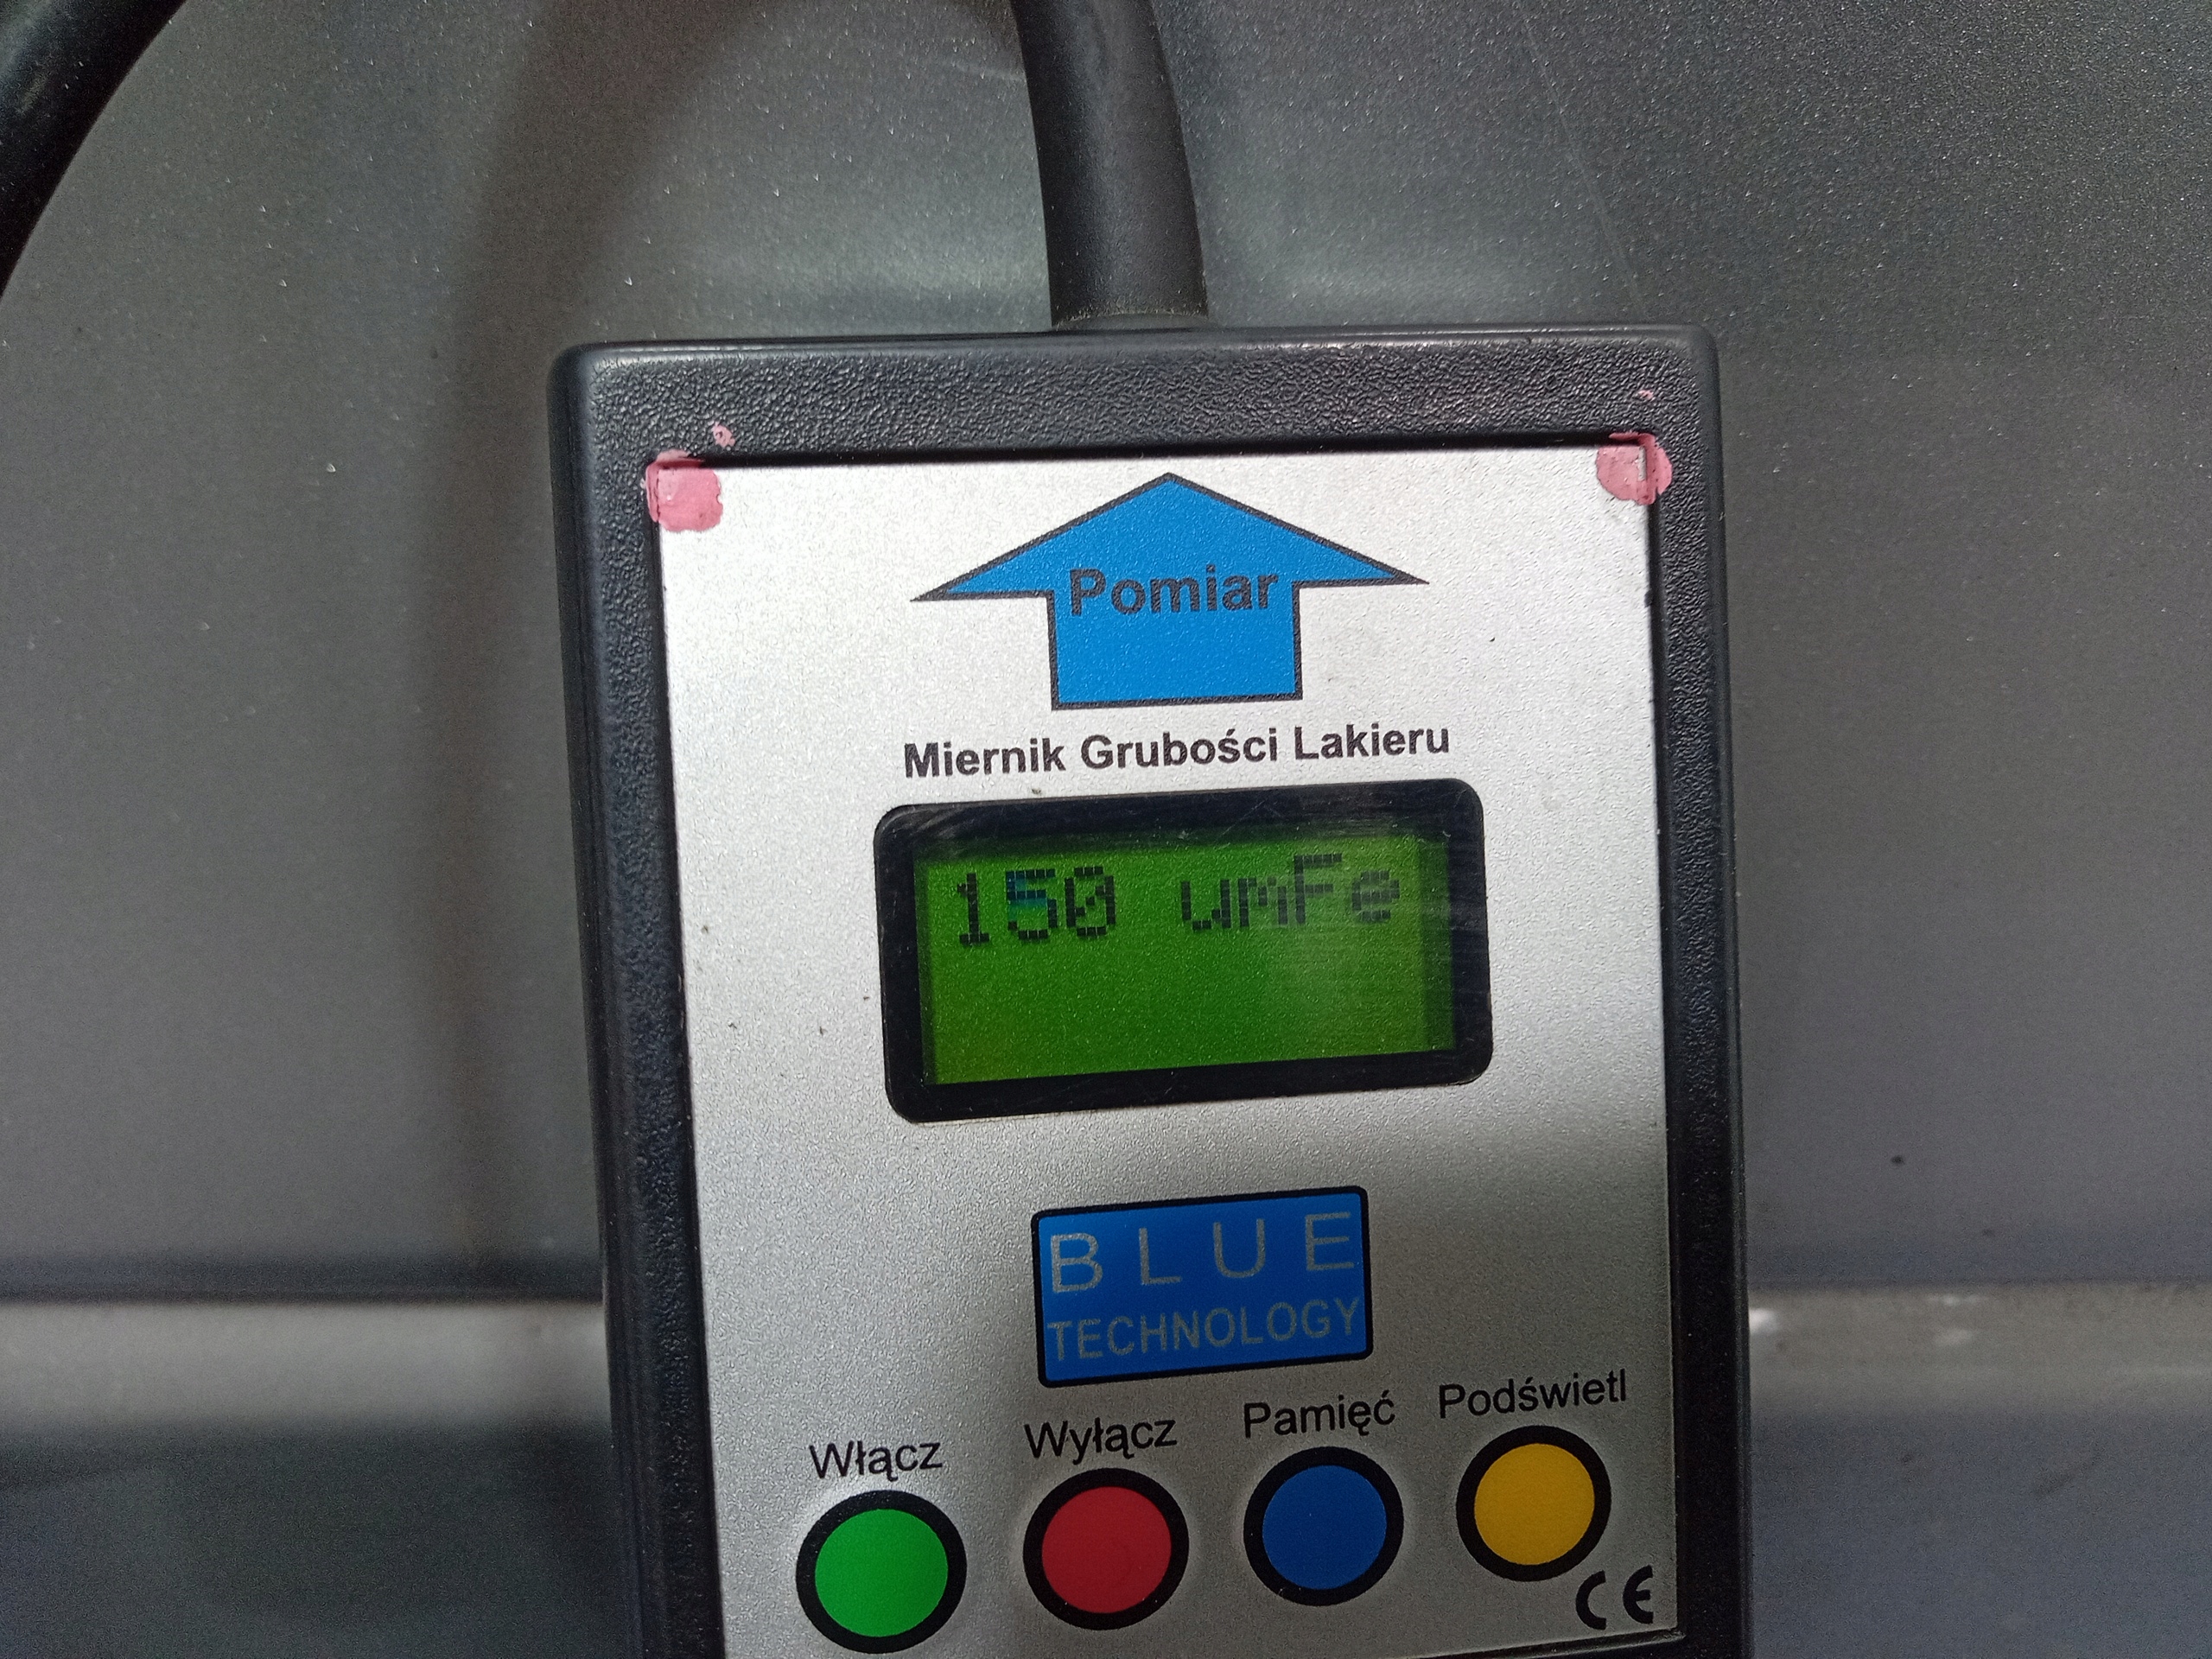 Pomiar
Miernik Grubości Lakieru
150 umFe
BLUE
TECHNOLOGY
Włącz Wyłącz Pamięć Podświetl
CE